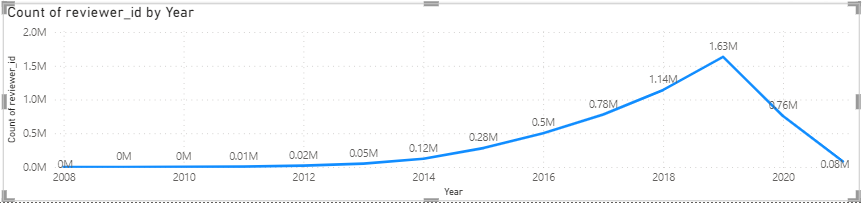 Count of reviewer_id by Year
2.0M
1.5M
1.0M
0.5M
0.0M
Count of reviewer_id
0M
0M
0M
0.01M
0.02M
0.05M
0.12M
0.28M
0.5M
0.78M
1.14M
1.63M
0.76M
0.08M
2008 2010 2012 2014 2016 2018 2020
Year